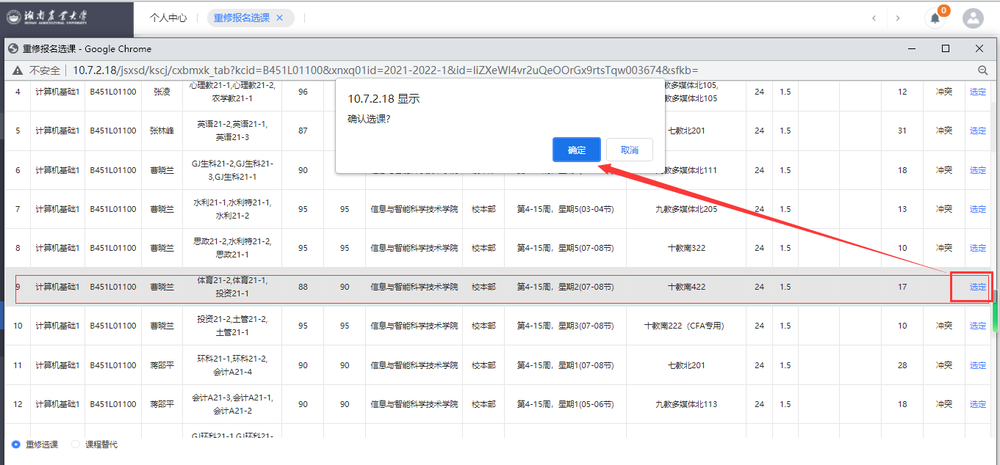 湖南农业大学
HUNAN AGRICULTURAL UNIVERSITY
个人中心
重修报名选课 ×
0
重修报名选课 - Google Chrome
不安全 10.7.2.18/jsxsd/kscj/cxbmxk_tab?kcid=B451L01100&xnxq01id=2021-2022-1&id=IiZXeWI4vr2uQeOOrGx9rtsTqw003674&sfkb=
10.7.2.18 显示
确认选课?
确定 取消
4 计算机基础1 B451L01100 张凌 心理教21-1,心理教21-2, 96 教多媒体北105, 24 1.5 12 冲突 选定
农学教21-1 教多媒体北105
5 计算机基础1 B451L01100 张林峰 英语21-2,英语21-1, 87 七教北201 24 1.5 31 冲突 选定
英语21-3
6 计算机基础1 B451L01100 曹晓兰 GJ生科21-2,GJ生科21- 90 教多媒体北111 24 1.5 18 冲突 选定
3,GJ生科21-1
7 计算机基础1 B451L01100 曹晓兰 水利21-1,水利特21-1, 95 95 信息与智能科学技术学院 校本部 第4-15周，星期5(03-04节) 九教多媒体北205 24 1.5 13 冲突 选定
水利21-2
8 计算机基础1 B451L01100 曹晓兰 思政21-2,水利特21-2, 95 95 信息与智能科学技术学院 校本部 第4-15周，星期5(07-08节) 十教南322 24 1.5 10 冲突 选定
思政21-1
9 计算机基础1 B451L01100 曹晓兰 体育21-2,体育21-1, 88 90 信息与智能科学技术学院 校本部 第4-15周，星期2(07-08节) 十教南422 24 1.5 17 选定
投资21-1
10 计算机基础1 B451L01100 曹晓兰 投资21-2,土管21-2, 95 95 信息与智能科学技术学院 校本部 第4-15周，星期3(07-08节) 十教南222（CFA专用） 24 1.5 10 冲突 选定
土管21-1
11 计算机基础1 B451L01100 蒋邵平 环科21-1,环科21-2, 90 90 信息与智能科学技术学院 校本部 第4-15周，星期1(07-08节) 七教北201 24 1.5 28 冲突 选定
会计A21-4
12 计算机基础1 B451L01100 蒋邵平 会计A21-3,会计A21-1, 90 90 信息与智能科学技术学院 校本部 第4-15周，星期1(05-06节) 九教多媒体北113 24 1.5 18 冲突 选定
会计A21-2
GJ环科21-1,GJ环科21-
重修选课 课程替代